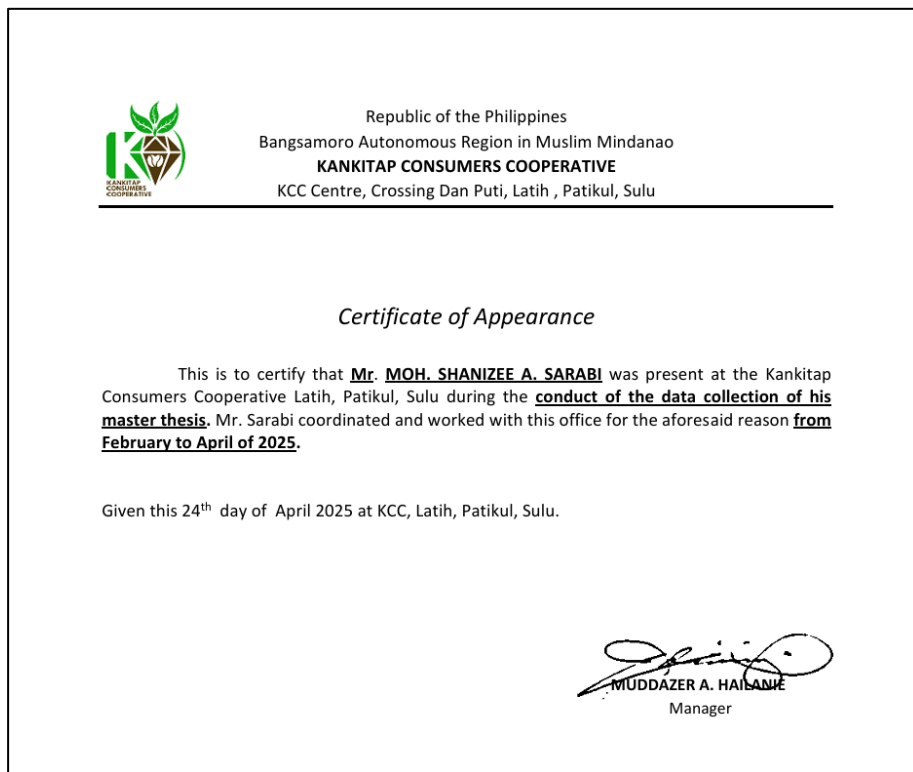 Republic of the Philippines
Bangsamoro Autonomous Region in Muslim Mindanao
KANKITAP CONSUMERS COOPERATIVE
KCC Centre, Crossing Dan Puti, Latih , Patikul, Sulu
K
KANKITAP
CONSUMERS
COOPERATIVE
Certificate of Appearance
This is to certify that Mr. MOH. SHANIZEE A. SARABI was present at the Kankitap
Consumers Cooperative Latih, Patikul, Sulu during the conduct of the data collection of his
master thesis. Mr. Sarabi coordinated and worked with this office for the aforesaid reason from
February to April of 2025.
Given this 24th day of April 2025 at KCC, Latih, Patikul, Sulu.
MUDDAZER A. HAILANIE
Manager